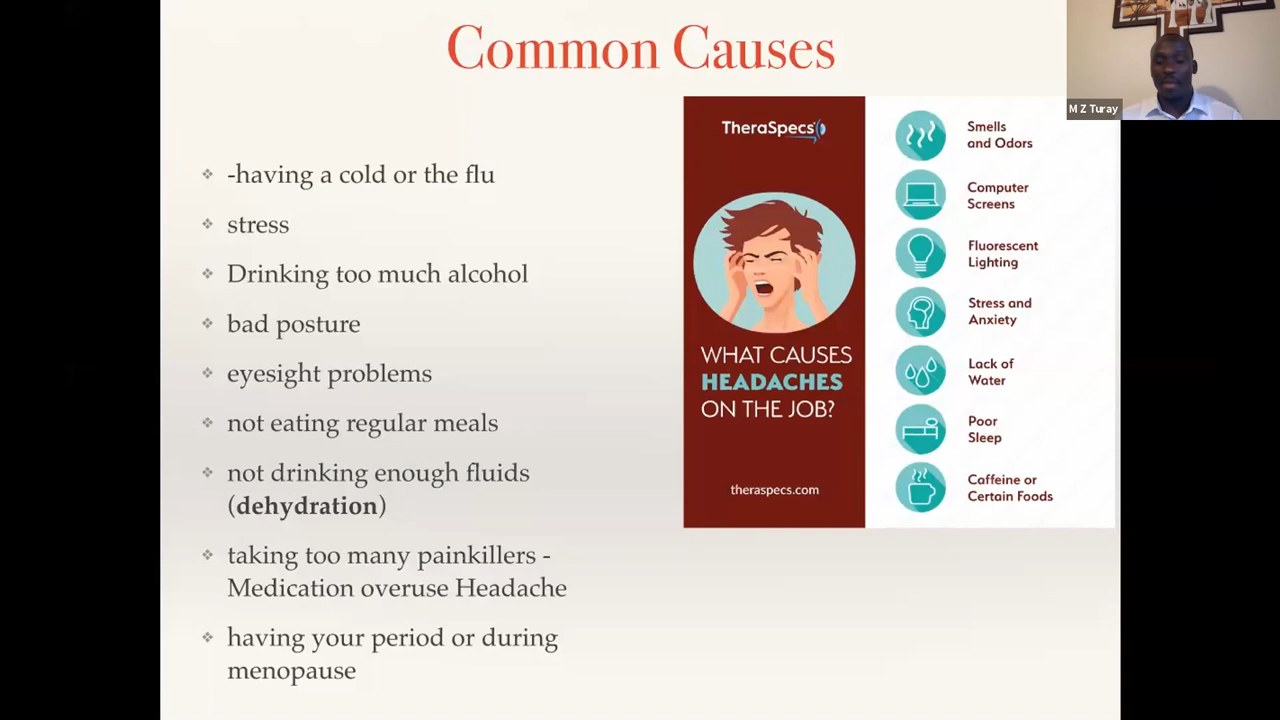 Common Causes
M Z Turay
-having a cold or the flu
stress
Drinking too much alcohol
bad posture
eyesight problems
not eating regular meals
not drinking enough fluids
(dehydration)
taking too many painkillers -
Medication overuse Headache
having your period or during
menopause
TheraSpecs
WHAT CAUSES
HEADACHES
ON THE JOB?
theraspecs.com
Smells
and Odors
Computer
Screens
Fluorescent
Lighting
Stress and
Anxiety
Lack of
Water
Poor
Sleep
Caffeine or
Certain Foods